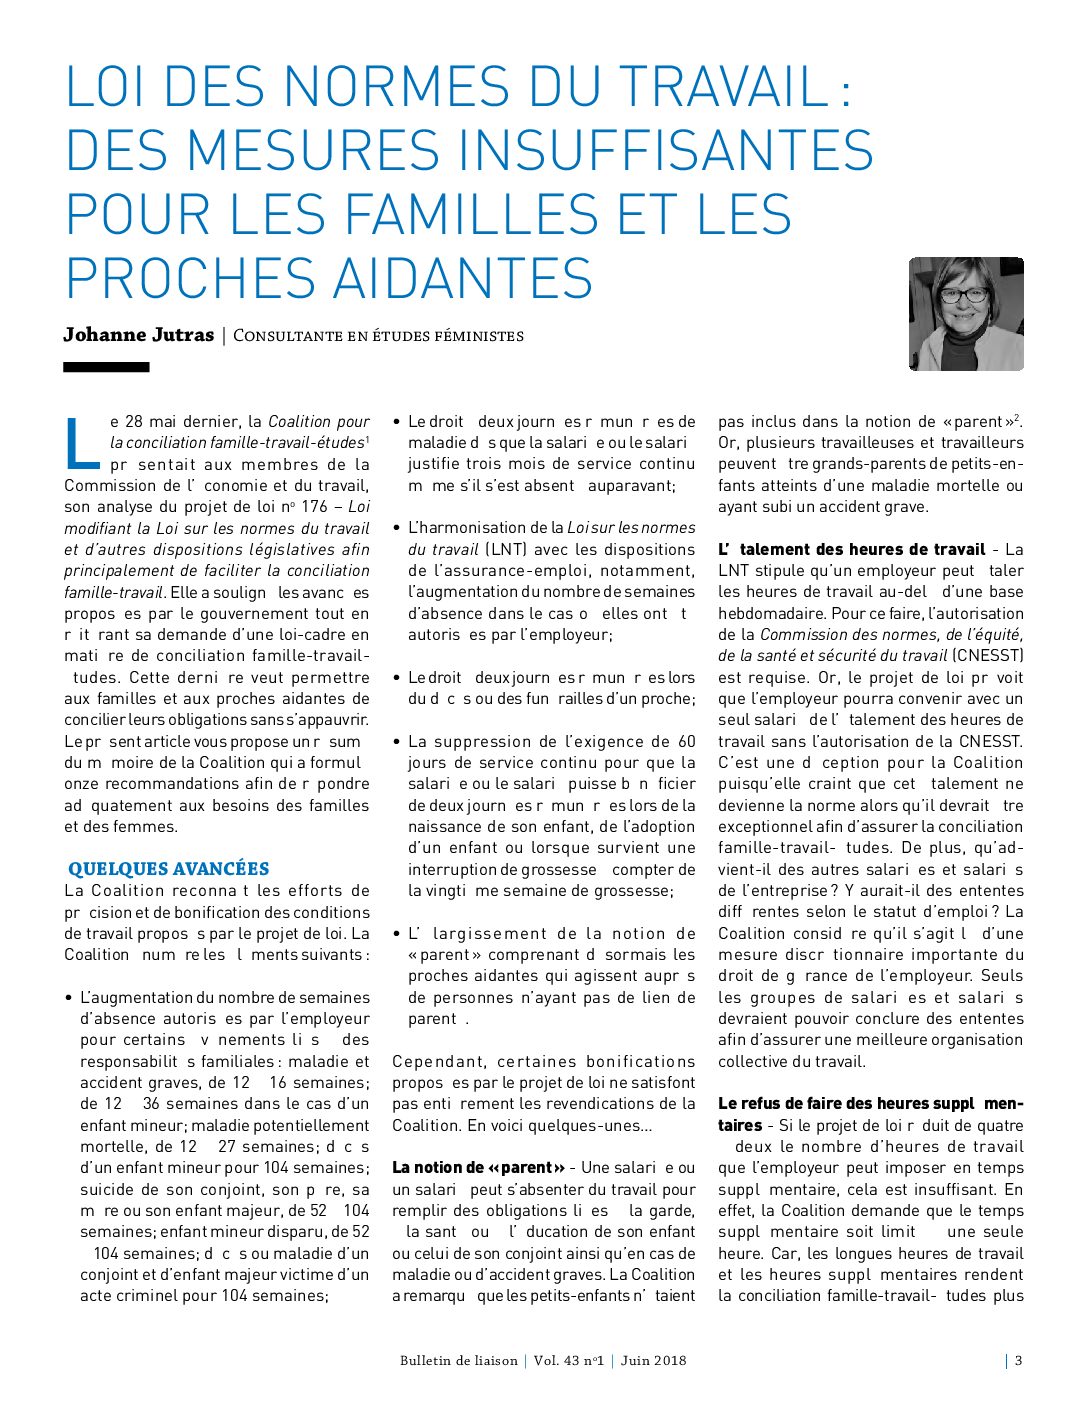 LOI DES NORMES DU TRAVAIL :
DES MESURES INSUFFISANTES
POUR LES FAMILLES ET LES
PROCHES AIDANTES
Johanne Jutras | CONSULTANTE EN ÉTUDES FÉMINISTES
Le 28 mai dernier, la Coalition pour
la conciliation famille-travail-études1
pr sentait aux membres de la
Commission de l’ conomie et du travail,
son analyse du projet de loi no 176 – Loi
modifiant la Loi sur les normes du travail
et d’autres dispositions législatives afin
principalement de faciliter la conciliation
famille-travail. Elle a soulign les avanc es
propos es par le gouvernement tout en
r it rant sa demande d’une loi-cadre en
mati re de conciliation famille-travail-
tudes. Cette derni re veut permettre
aux familles et aux proches aidantes de
concilier leurs obligations sans s’appauvrir.
Le pr sent article vous propose un r sum
du m moire de la Coalition qui a formul
onze recommandations afin de r pondre
ad quatement aux besoins des familles
et des femmes.
QUELQUES AVANCÉES
La Coalition reconna t les efforts de
pr cision et de bonification des conditions
de travail propos s par le projet de loi. La
Coalition num re les l ments suivants :
• L’augmentation du nombre de semaines
d’absence autoris es par l’employeur
pour certains v nements li s des
responsabilit s familiales : maladie et
accident graves, de 12 16 semaines;
de 12 36 semaines dans le cas d’un
enfant mineur; maladie potentiellement
mortelle, de 12 27 semaines; d c s
d’un enfant mineur pour 104 semaines;
suicide de son conjoint, son p re, sa
m re ou son enfant majeur, de 52 104
semaines; enfant mineur disparu, de 52
104 semaines; d c s ou maladie d’un
conjoint et d’enfant majeur victime d’un
acte criminel pour 104 semaines;
• Le droit deux journ es r mun r es de
maladie d s que la salari e ou le salari
justifie trois mois de service continu
m me s’il s’est absent auparavant;
• L’harmonisation de la Loi sur les normes
du travail (LNT) avec les dispositions
de l’assurance-emploi, notamment,
l’augmentation du nombre de semaines
d’absence dans le cas o elles ont t
autoris es par l’employeur;
• Le droit deux journ es r mun r es lors
du d c s ou des fun railles d’un proche;
• La suppression de l’exigence de 60
jours de service continu pour que la
salari e ou le salari puisse b n ficier
de deux journ es r mun r es lors de la
naissance de son enfant, de l’adoption
d’un enfant ou lorsque survient une
interruption de grossesse compter de
la vingti me semaine de grossesse;
• L’ largissement de la notion de
« parent » comprenant d sormais les
proches aidantes qui agissent aupr s
de personnes n’ayant pas de lien de
parent .
Cependant, certaines bonifications
propos es par le projet de loi ne satisfont
pas enti rement les revendications de la
Coalition. En voici quelques-unes...
La notion de « parent » - Une salari e ou
un salari peut s’absenter du travail pour
remplir des obligations li es la garde,
la sant ou l’ ducation de son enfant
ou celui de son conjoint ainsi qu’en cas de
maladie ou d’accident graves. La Coalition
a remarqu que les petits-enfants n’ taient
pas inclus dans la notion de « parent »2.
Or, plusieurs travailleuses et travailleurs
peuvent tre grands-parents de petits-en-
fants atteints d’une maladie mortelle ou
ayant subi un accident grave.
L’ talement des heures de travail - La
LNT stipule qu’un employeur peut taler
les heures de travail au-del d’une base
hebdomadaire. Pour ce faire, l’autorisation
de la Commission des normes, de l’équité,
de la santé et sécurité du travail (CNESST)
est requise. Or, le projet de loi pr voit
que l’employeur pourra convenir avec un
seul salari de l’ talement des heures de
travail sans l’autorisation de la CNESST.
C’est une d ception pour la Coalition
puisqu’elle craint que cet talement ne
devienne la norme alors qu’il devrait tre
exceptionnel afin d’assurer la conciliation
famille-travail- tudes. De plus, qu’ad-
vient-il des autres salari es et salari s
de l’entreprise ? Y aurait-il des ententes
diff rentes selon le statut d’emploi ? La
Coalition consid re qu’il s’agit l d’une
mesure discr tionnaire importante du
droit de g rance de l’employeur. Seuls
les groupes de salari es et salari s
devraient pouvoir conclure des ententes
afin d’assurer une meilleure organisation
collective du travail.
Le refus de faire des heures suppl men-
taires - Si le projet de loi r duit de quatre
deux le nombre d’heures de travail
que l’employeur peut imposer en temps
suppl mentaire, cela est insuffisant. En
effet, la Coalition demande que le temps
suppl mentaire soit limit une seule
heure. Car, les longues heures de travail
et les heures suppl mentaires rendent
la conciliation famille-travail- tudes plus
Bulletin de liaison | Vol. 43 no1 | Juin 2018
| 3